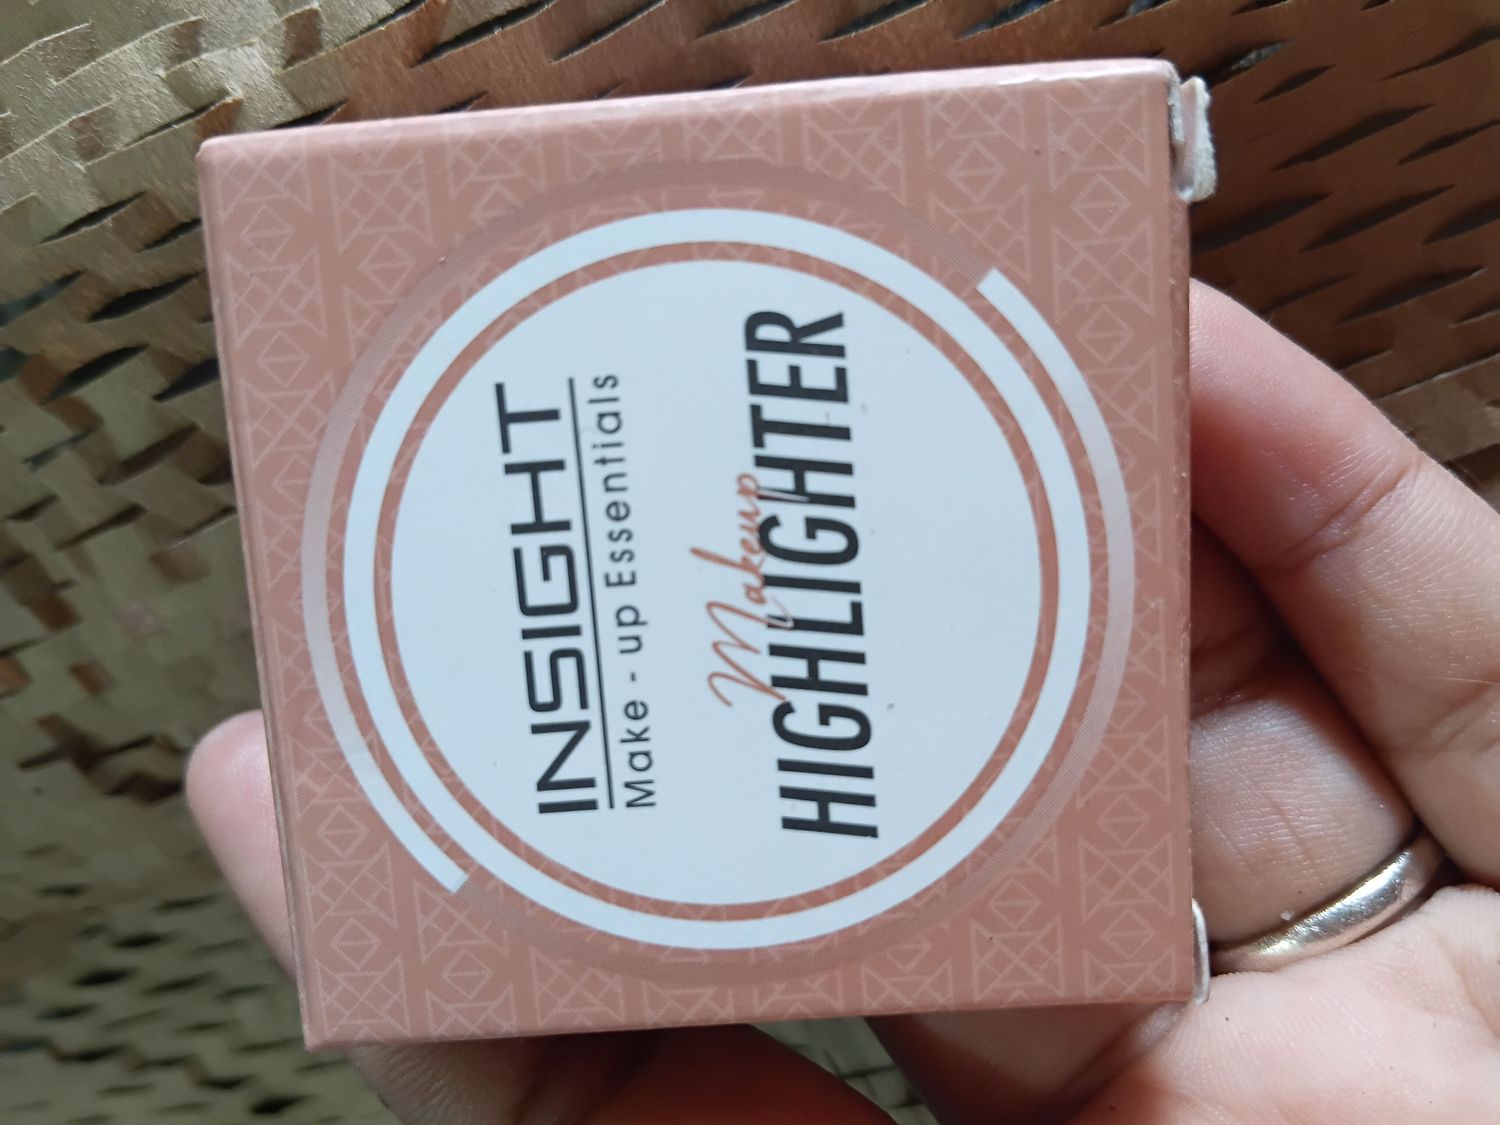 INSIGHT
Make - up Essentials
Makeup
HIGHLIGHTER